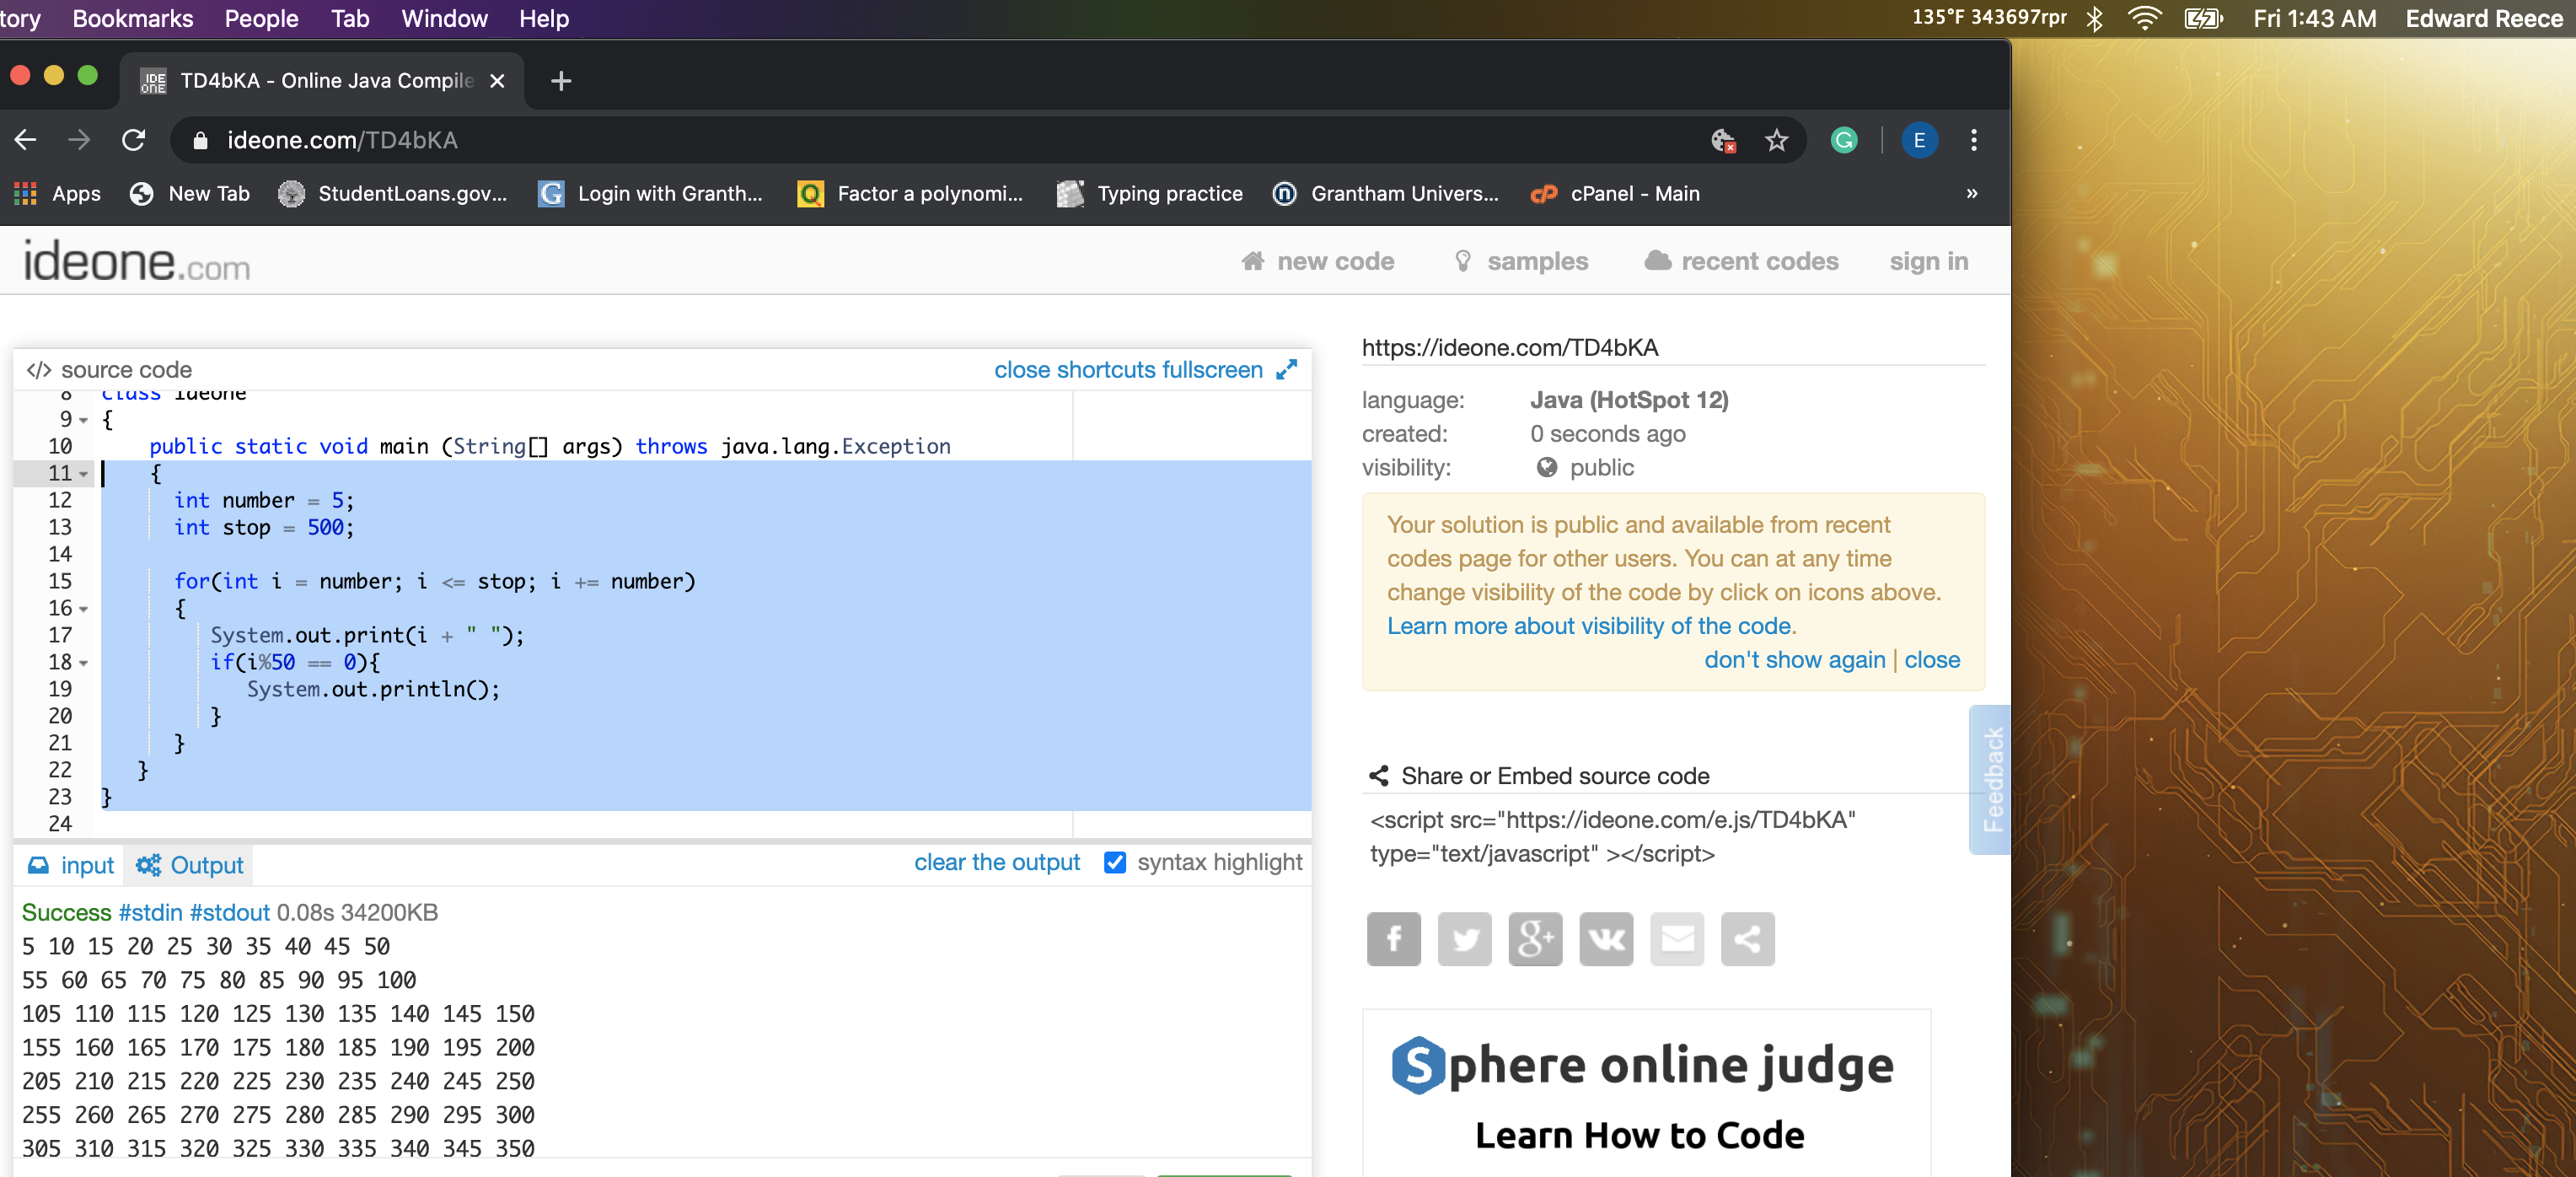 tory Bookmarks People Tab Window Help 135°F 343697rpr Fri 1:43 AM Edward Reece
IDE ONE TD4bKA - Online Java Compile
ideone.com/TD4bKA G E
Apps New Tab StudentLoans.gov... G Login with Granth... Q Factor a polynomi... Typing practice n Grantham Univers... cP cPanel - Main »
ideone.com new code samples recent codes sign in
</> source code close shortcuts fullscreen
8 class Ideone
9 {
10 public static void main (String[] args) throws java.lang.Exception
11 {
12 int number = 5;
13 int stop = 500;
14
15 for(int i = number; i <= stop; i += number)
16 {
17 System.out.print(i + " ");
18 if(i%50 == 0){
19 System.out.println();
20 }
21 }
22 }
23 }
24
input Output clear the output syntax highlight
Success #stdin #stdout 0.08s 34200KB
5 10 15 20 25 30 35 40 45 50
55 60 65 70 75 80 85 90 95 100
105 110 115 120 125 130 135 140 145 150
155 160 165 170 175 180 185 190 195 200
205 210 215 220 225 230 235 240 245 250
255 260 265 270 275 280 285 290 295 300
305 310 315 320 325 330 335 340 345 350
https://ideone.com/TD4bKA
language: Java (HotSpot 12)
created: 0 seconds ago
visibility: public
Your solution is public and available from recent
codes page for other users. You can at any time
change visibility of the code by click on icons above.
Learn more about visibility of the code.
don't show again | close
Feedback
Share or Embed source code
<script src="https://ideone.com/e.js/TD4bKA"
type="text/javascript" ></script>
f g+ VK
Sphere online judge
Learn How to Code